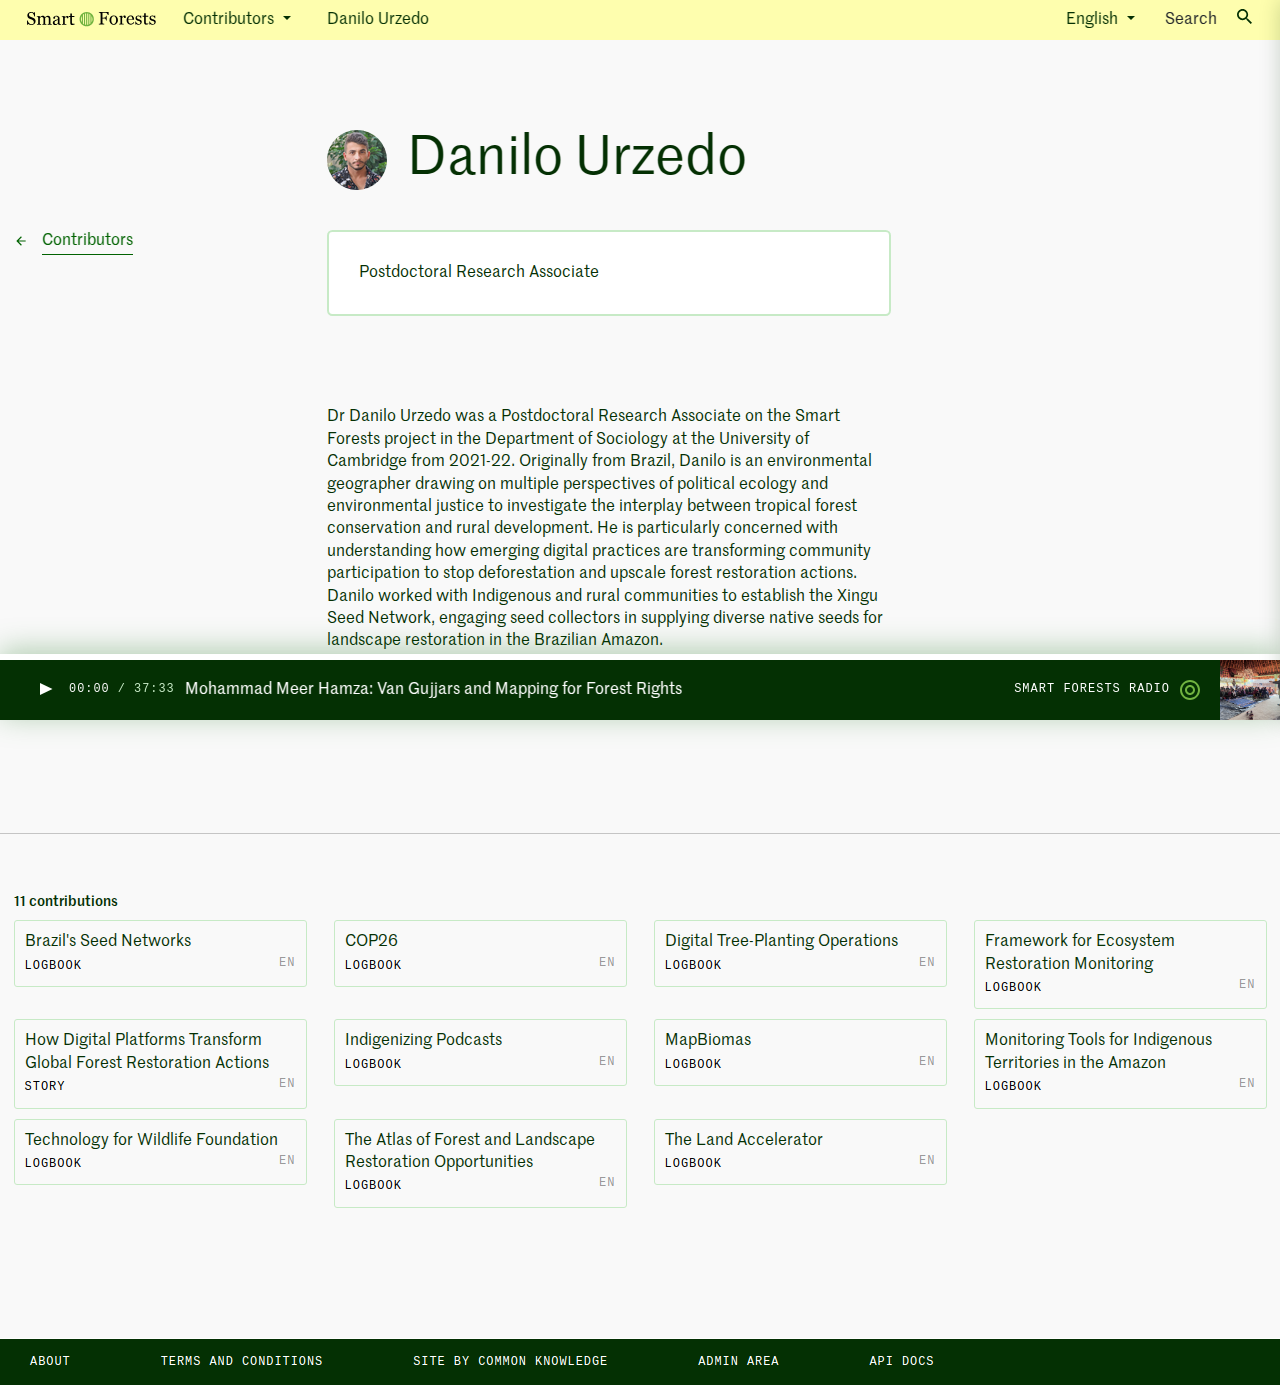 Smart Forests Contributors Danilo Urzedo English Search
Danilo Urzedo
Contributors
Postdoctoral Research Associate
Dr Danilo Urzedo was a Postdoctoral Research Associate on the Smart
Forests project in the Department of Sociology at the University of
Cambridge from 2021-22. Originally from Brazil, Danilo is an environmental
geographer drawing on multiple perspectives of political ecology and
environmental justice to investigate the interplay between tropical forest
conservation and rural development. He is particularly concerned with
understanding how emerging digital practices are transforming community
participation to stop deforestation and upscale forest restoration actions.
Danilo worked with Indigenous and rural communities to establish the Xingu
Seed Network, engaging seed collectors in supplying diverse native seeds for
landscape restoration in the Brazilian Amazon.
00:00 / 37:33 Mohammad Meer Hamza: Van Gujjars and Mapping for Forest Rights SMART FORESTS RADIO
11 contributions
Brazil's Seed Networks
LOGBOOK EN
COP26
LOGBOOK EN
Digital Tree-Planting Operations
LOGBOOK EN
Framework for Ecosystem
Restoration Monitoring
LOGBOOK EN
How Digital Platforms Transform
Global Forest Restoration Actions
STORY EN
Indigenizing Podcasts
LOGBOOK EN
MapBiomas
LOGBOOK EN
Monitoring Tools for Indigenous
Territories in the Amazon
LOGBOOK EN
Technology for Wildlife Foundation
LOGBOOK EN
The Atlas of Forest and Landscape
Restoration Opportunities
LOGBOOK EN
The Land Accelerator
LOGBOOK EN
ABOUT TERMS AND CONDITIONS SITE BY COMMON KNOWLEDGE ADMIN AREA API DOCS